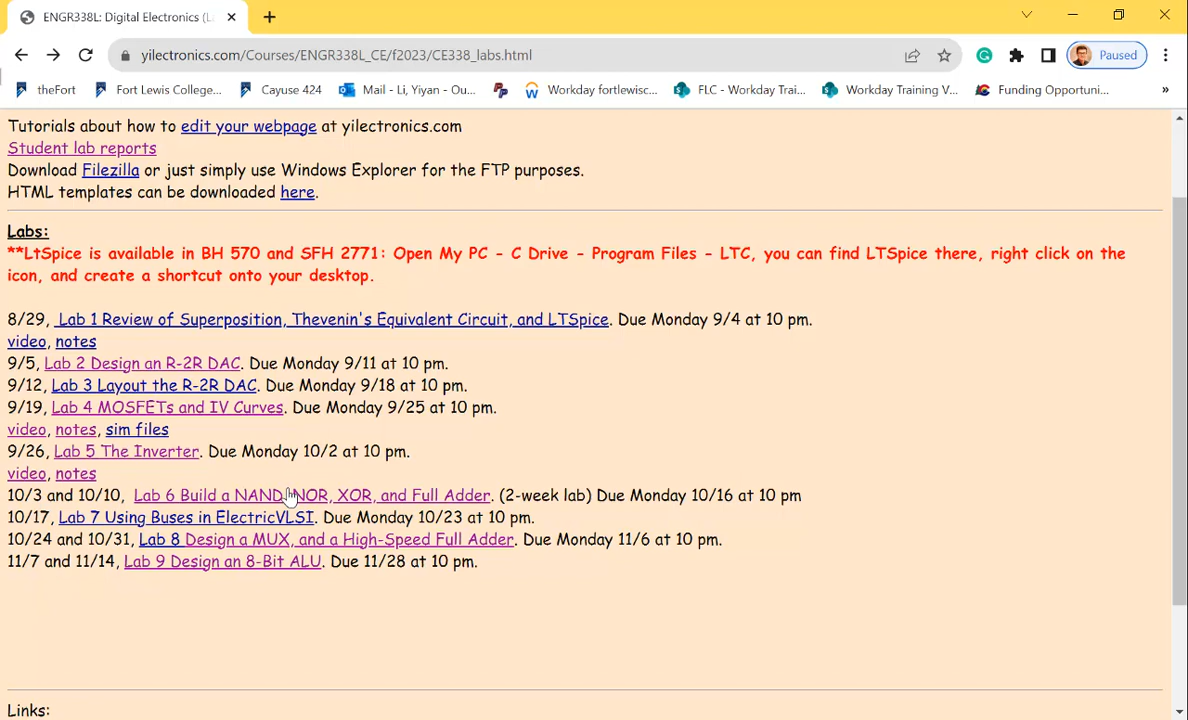 ENGR338L: Digital Electronics (L
yilectronics.com/Courses/ENGR338L_CE/f2023/CE338_labs.html
Paused
theFort
Fort Lewis College...
Cayuse 424
Mail - Li, Yiyan - Ou...
Workday fortlewisc...
FLC - Workday Trai...
Workday Training V...
Funding Opportuni...
»
Tutorials about how to edit your webpage at yilectronics.com
Student lab reports
Download Filezilla or just simply use Windows Explorer for the FTP purposes.
HTML templates can be downloaded here.
Labs:
**LtSpice is available in BH 570 and SFH 2771: Open My PC - C Drive - Program Files - LTC, you can find LTSpice there, right click on the
icon, and create a shortcut onto your desktop.
8/29, Lab 1 Review of Superposition, Thevenin's Equivalent Circuit, and LTSpice. Due Monday 9/4 at 10 pm.
video, notes
9/5, Lab 2 Design an R-2R DAC. Due Monday 9/11 at 10 pm.
9/12, Lab 3 Layout the R-2R DAC. Due Monday 9/18 at 10 pm.
9/19, Lab 4 MOSFETs and IV Curves. Due Monday 9/25 at 10 pm.
video, notes, sim files
9/26, Lab 5 The Inverter. Due Monday 10/2 at 10 pm.
video, notes
10/3 and 10/10, Lab 6 Build a NAND, NOR, XOR, and Full Adder. (2-week lab) Due Monday 10/16 at 10 pm
10/17, Lab 7 Using Buses in ElectricVLSI. Due Monday 10/23 at 10 pm.
10/24 and 10/31, Lab 8 Design a MUX, and a High-Speed Full Adder. Due Monday 11/6 at 10 pm.
11/7 and 11/14, Lab 9 Design an 8-Bit ALU. Due 11/28 at 10 pm.
Links: